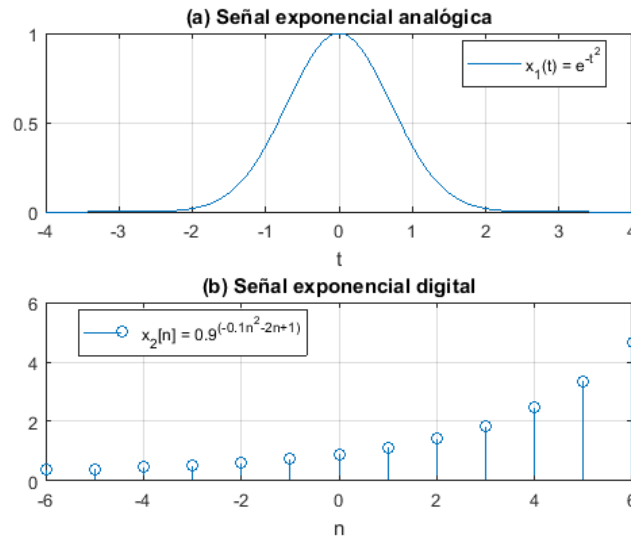 (a) Señal exponencial analógica
1
x₁(t) = e^-t²
0.5
0
-4 -3 -2 -1 0 1 2 3 4
t
(b) Señal exponencial digital
6
x₂[n] = 0.9^(-0.1n²-2n+1)
4
2
0
-6 -4 -2 0 2 4 6
n